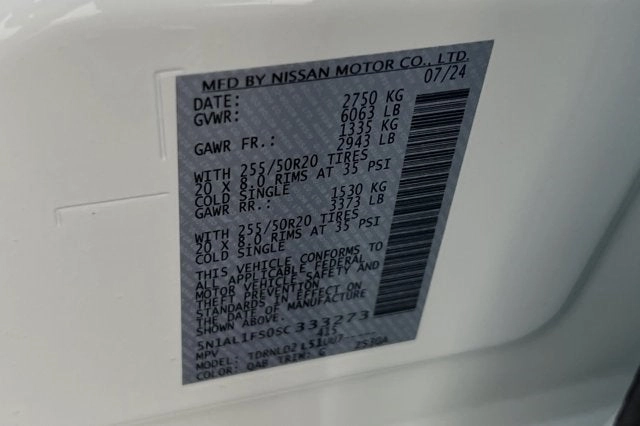 MFD BY NISSAN MOTOR CO., LTD.
DATE: 07/24
GVWR: 2750 KG
6063 LB
GAWR FR.: 1335 KG
2943 LB
WITH 255/50R20 TIRES
20 X 8.0 RIMS AT 35 PSI
COLD SINGLE
GAWR RR.: 1530 KG
3373 LB
WITH 255/50R20 TIRES
20 X 8.0 RIMS AT 35 PSI
COLD SINGLE
THIS VEHICLE CONFORMS TO
ALL APPLICABLE FEDERAL
MOTOR VEHICLE SAFETY AND
THEFT PREVENTION
STANDARDS IN EFFECT ON
THE DATE OF MANUFACTURE
SHOWN ABOVE.
5N1AL1FS0SC333273
MPV 415
MODEL:
COLOR: QAB TRIM: G